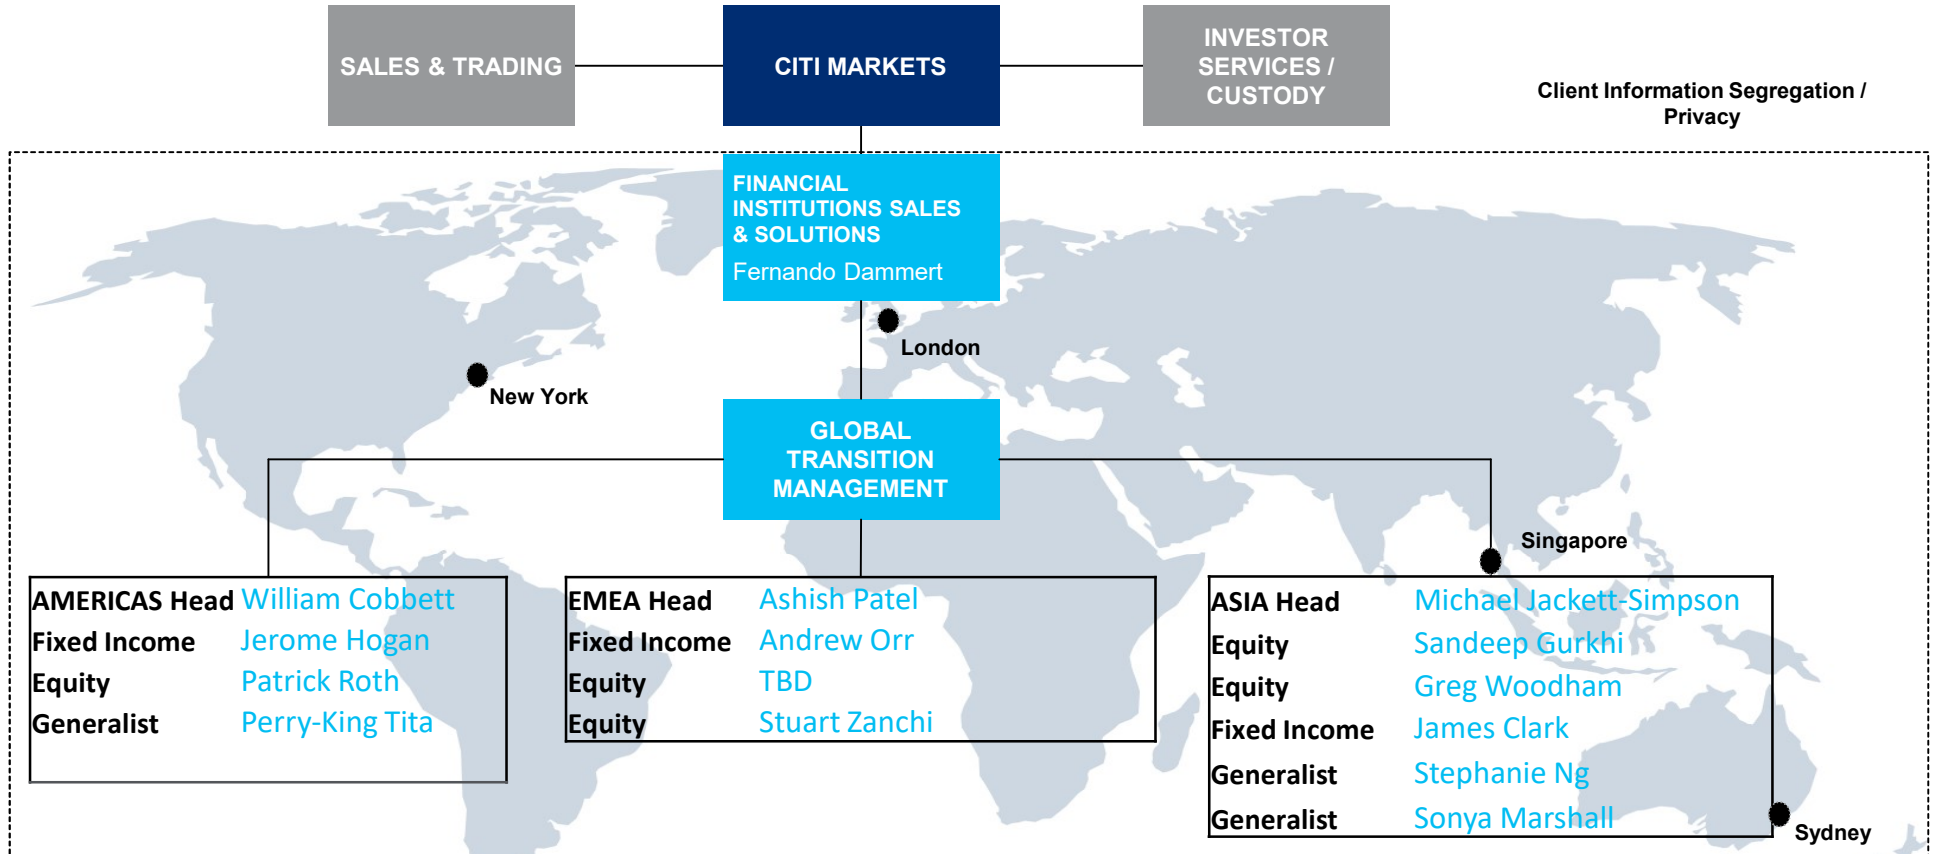 SALES & TRADING
CITI MARKETS
INVESTOR
SERVICES /
CUSTODY
Client Information Segregation /
Privacy
FINANCIAL
INSTITUTIONS SALES
& SOLUTIONS
Fernando Dammert
London
New York
GLOBAL
TRANSITION
MANAGEMENT
Singapore
AMERICAS Head William Cobbett
Fixed Income Jerome Hogan
Equity Patrick Roth
Generalist Perry-King Tita
EMEA Head Ashish Patel
Fixed Income Andrew Orr
Equity TBD
Equity Stuart Zanchi
ASIA Head Michael Jackett-Simpson
Equity Sandeep Gurkhi
Equity Greg Woodham
Fixed Income James Clark
Generalist Stephanie Ng
Generalist Sonya Marshall
Sydney